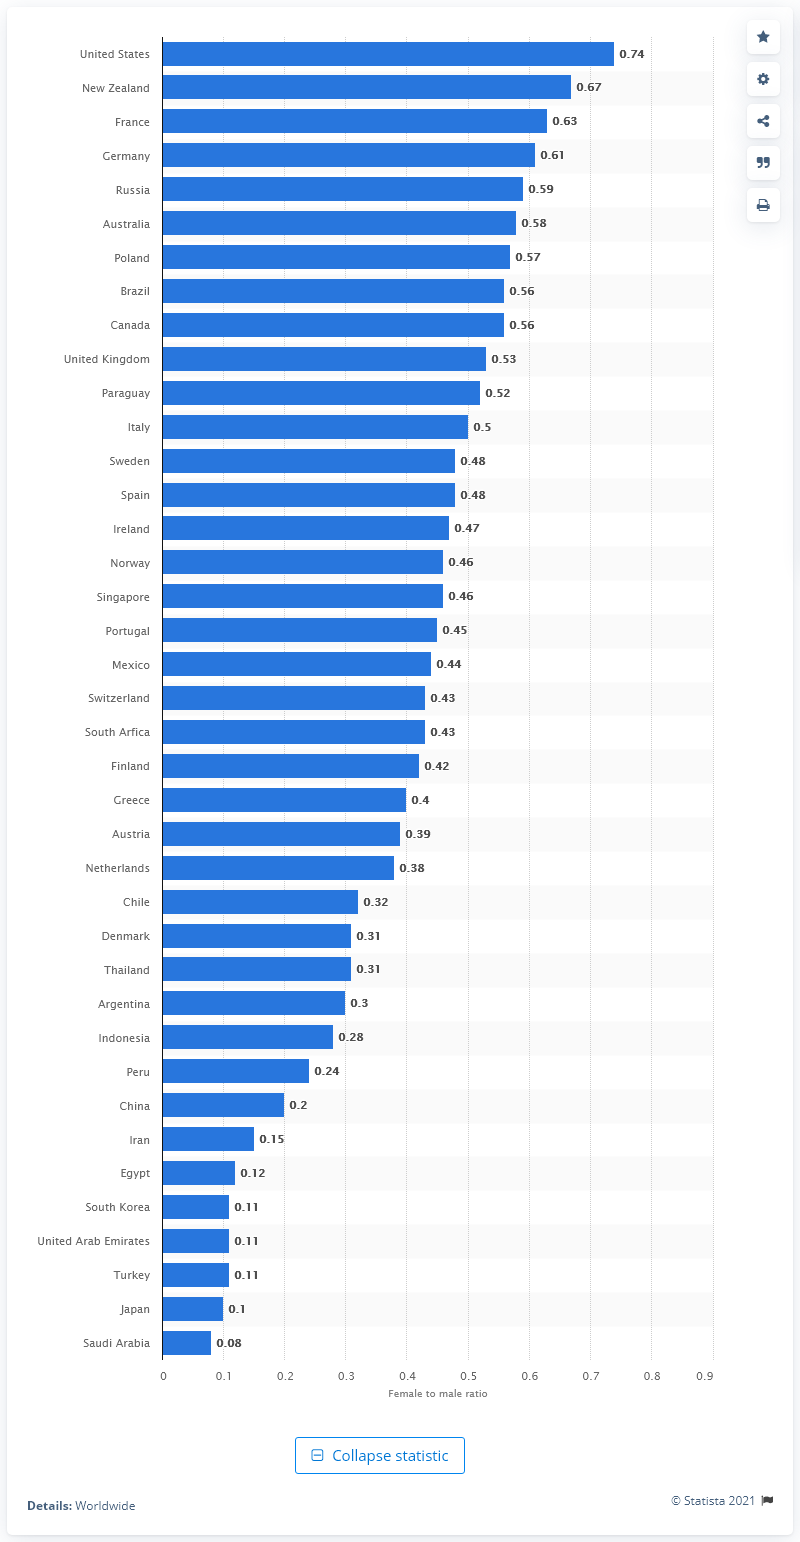 United States 0.74
New Zealand 0.67
France 0.63
Germany 0.61
Russia 0.59
Australia 0.58
Poland 0.57
Brazil 0.56
Canada 0.56
United Kingdom 0.53
Paraguay 0.52
Italy 0.5
Sweden 0.48
Spain 0.48
Ireland 0.47
Norway 0.46
Singapore 0.46
Portugal 0.45
Mexico 0.44
Switzerland 0.43
South Arfica 0.43
Finland 0.42
Greece 0.4
Austria 0.39
Netherlands 0.38
Chile 0.32
Denmark 0.31
Thailand 0.31
Argentina 0.3
Indonesia 0.28
Peru 0.24
China 0.2
Iran 0.15
Egypt 0.12
South Korea 0.11
United Arab Emirates 0.11
Turkey 0.11
Japan 0.1
Saudi Arabia 0.08
0 0.1 0.2 0.3 0.4 0.5 0.6 0.7 0.8 0.9
Female to male ratio
Collapse statistic
© Statista 2021
Details: Worldwide